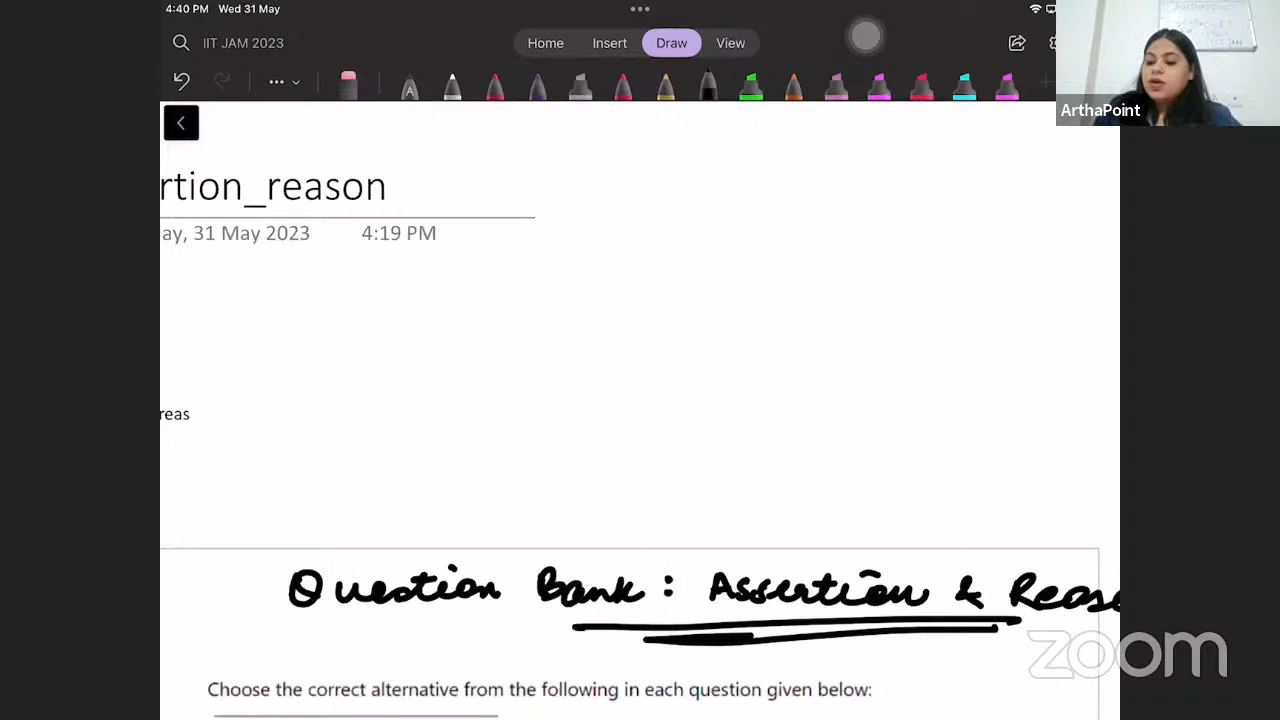 4:40 PM Wed 31 May
IIT JAM 2023
Home Insert Draw View
A
ArthaPoint
rtion_reason
ay, 31 May 2023 4:19 PM
reas
Question Bank: Assertion & Reaso
zoom
Choose the correct alternative from the following in each question given below: